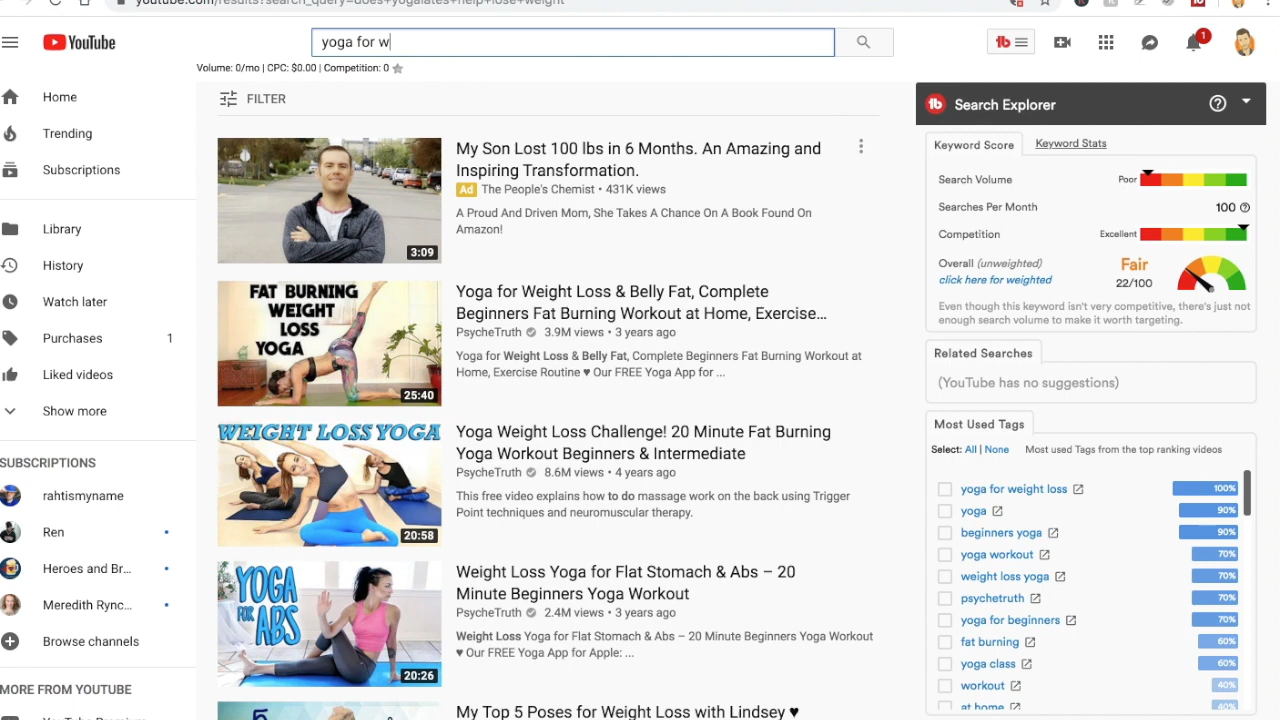 youtube.com/results?search_query=does+yogalates+help+lose+weight
YouTube
yoga for w
1
Volume: 0/mo | CPC: $0.00 | Competition: 0
Home
Trending
Subscriptions
Library
History
Watch later
Purchases 1
Liked videos
Show more
SUBSCRIPTIONS
rahtismyname
Ren
Heroes and Br...
Meredith Rync...
Browse channels
MORE FROM YOUTUBE
YouTube Premium
FILTER
3:09
My Son Lost 100 lbs in 6 Months. An Amazing and
Inspiring Transformation.
Ad The People's Chemist • 431K views
A Proud And Driven Mom, She Takes A Chance On A Book Found On
Amazon!
FAT BURNING
WEIGHT
LOSS
YOGA
25:40
Yoga for Weight Loss & Belly Fat, Complete
Beginners Fat Burning Workout at Home, Exercise...
PsycheTruth 3.9M views • 3 years ago
Yoga for Weight Loss & Belly Fat, Complete Beginners Fat Burning Workout at
Home, Exercise Routine ♥ Our FREE Yoga App for ...
WEIGHT LOSS YOGA
20:58
Yoga Weight Loss Challenge! 20 Minute Fat Burning
Yoga Workout Beginners & Intermediate
PsycheTruth 8.6M views • 4 years ago
This free video explains how to do massage work on the back using Trigger
Point techniques and neuromuscular therapy.
YOGA
FOR
ABS
20:26
Weight Loss Yoga for Flat Stomach & Abs – 20
Minute Beginners Yoga Workout
PsycheTruth 2.4M views • 3 years ago
Weight Loss Yoga for Flat Stomach & Abs – 20 Minute Beginners Yoga Workout
♥ Our FREE Yoga App for Apple: ...
5
My Top 5 Poses for Weight Loss with Lindsey ♥
Search Explorer
Keyword Score Keyword Stats
Search Volume Poor
Searches Per Month 100
Competition Excellent
Overall (unweighted) Fair
click here for weighted 22/100
Even though this keyword isn't very competitive, there's just not
enough search volume to make it worth targeting.
Related Searches
(YouTube has no suggestions)
Most Used Tags
Select: All | None Most used Tags from the top ranking videos
yoga for weight loss 100%
yoga 90%
beginners yoga 90%
yoga workout 70%
weight loss yoga 70%
psychetruth 70%
yoga for beginners 70%
fat burning 60%
yoga class 60%
workout 40%
at home 40%